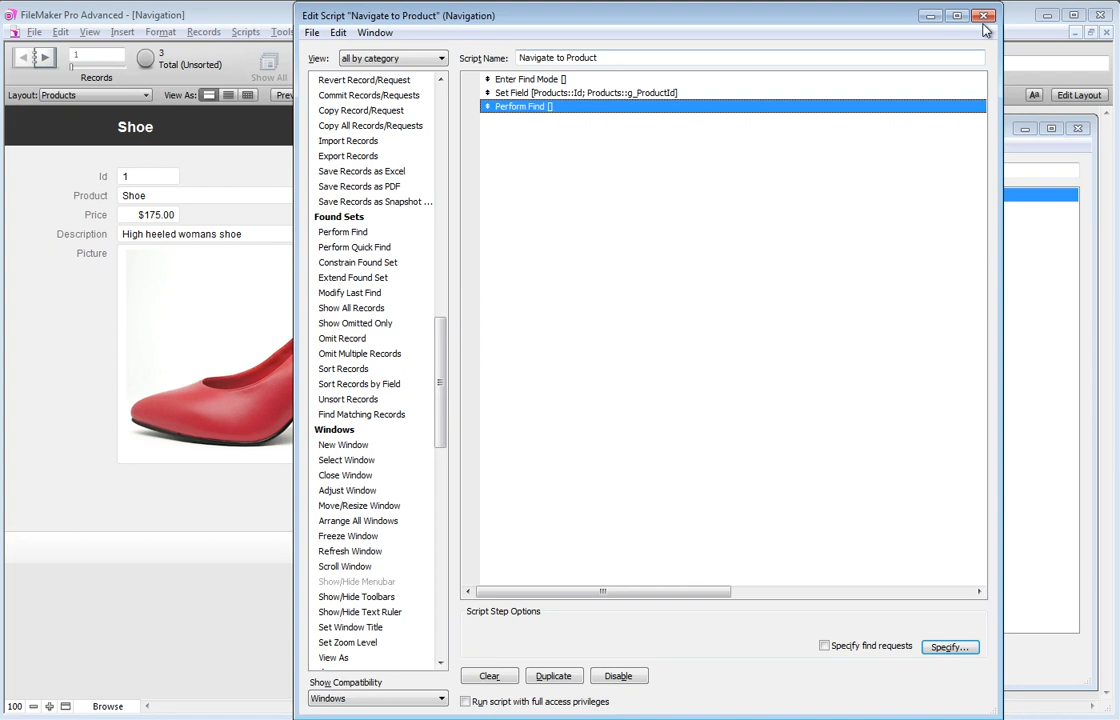 FileMaker Pro Advanced - [Navigation]
File Edit View Insert Format Records Scripts Tools
1
Records
3
Total (Unsorted)
Show All
Layout: Products View As: Prev
Aa Edit Layout
Shoe
Id 1
Product Shoe
Price $175.00
Description High heeled womans shoe
Picture
100 Browse
Edit Script "Navigate to Product" (Navigation)
File Edit Window
View: all by category
Script Name: Navigate to Product
Revert Record/Request
Commit Records/Requests
Copy Record/Request
Copy All Records/Requests
Import Records
Export Records
Save Records as Excel
Save Records as PDF
Save Records as Snapshot ...
Found Sets
Perform Find
Perform Quick Find
Constrain Found Set
Extend Found Set
Modify Last Find
Show All Records
Show Omitted Only
Omit Record
Omit Multiple Records
Sort Records
Sort Records by Field
Unsort Records
Find Matching Records
Windows
New Window
Select Window
Close Window
Adjust Window
Move/Resize Window
Arrange All Windows
Freeze Window
Refresh Window
Scroll Window
Show/Hide Menubar
Show/Hide Toolbars
Show/Hide Text Ruler
Set Window Title
Set Zoom Level
View As
Show Compatibility
Windows
Enter Find Mode []
Set Field [Products::Id; Products::g_ProductId]
Perform Find []
Script Step Options
Specify find requests Specify...
Clear Duplicate Disable
Run script with full access privileges